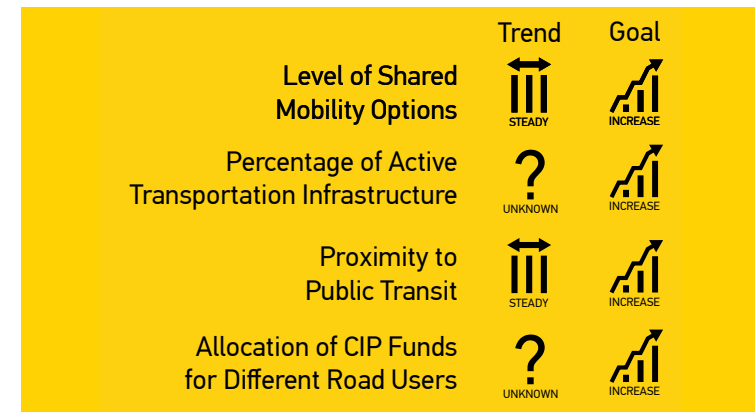 Trend Goal
Level of Shared
Mobility Options
STEADY INCREASE
Percentage of Active
Transportation Infrastructure
?
UNKNOWN INCREASE
Proximity to
Public Transit
STEADY INCREASE
Allocation of CIP Funds
for Different Road Users
?
UNKNOWN INCREASE